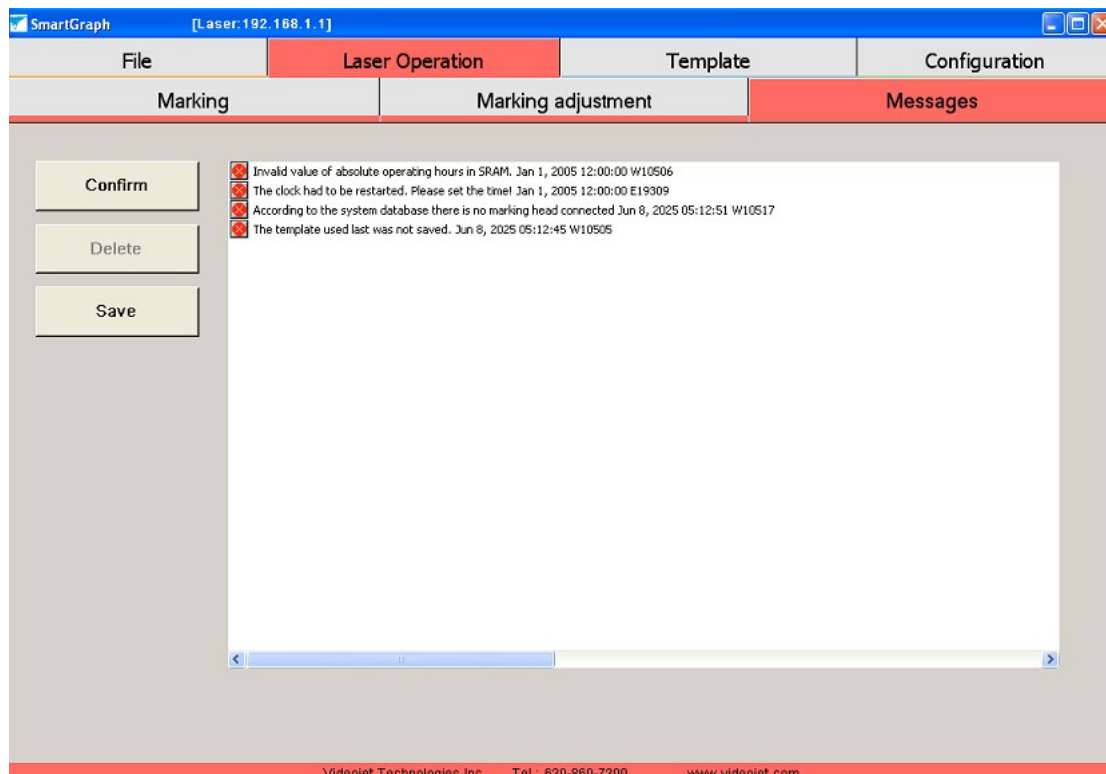 SmartGraph [Laser:192.168.1.1]
File Laser Operation Template Configuration
Marking Marking adjustment Messages
Confirm
Delete
Save
Invalid value of absolute operating hours in SRAM. Jan 1, 2005 12:00:00 W10506
The clock had to be restarted. Please set the time! Jan 1, 2005 12:00:00 E19309
According to the system database there is no marking head connected Jun 8, 2025 05:12:51 W10517
The template used last was not saved. Jun 8, 2025 05:12:45 W10505
Videojet Technologies Inc. Tel.: 630-860-7300 www.videojet.com